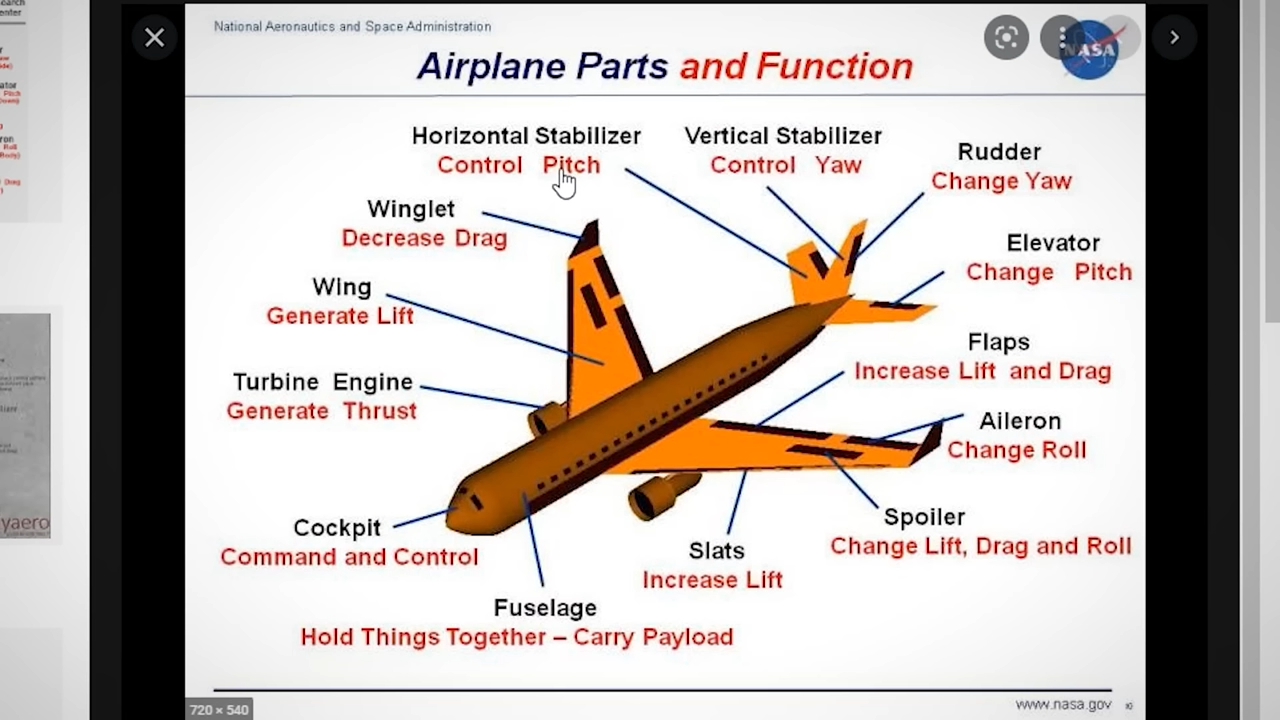 National Aeronautics and Space Administration
NASA
Airplane Parts and Function
Horizontal Stabilizer
Control Pitch
Vertical Stabilizer
Control Yaw
Rudder
Change Yaw
Winglet
Decrease Drag
Elevator
Change Pitch
Wing
Generate Lift
Flaps
Increase Lift and Drag
Turbine Engine
Generate Thrust
Aileron
Change Roll
Cockpit
Command and Control
Spoiler
Change Lift, Drag and Roll
Slats
Increase Lift
Fuselage
Hold Things Together – Carry Payload
www.nasa.gov
720 × 540
yaero